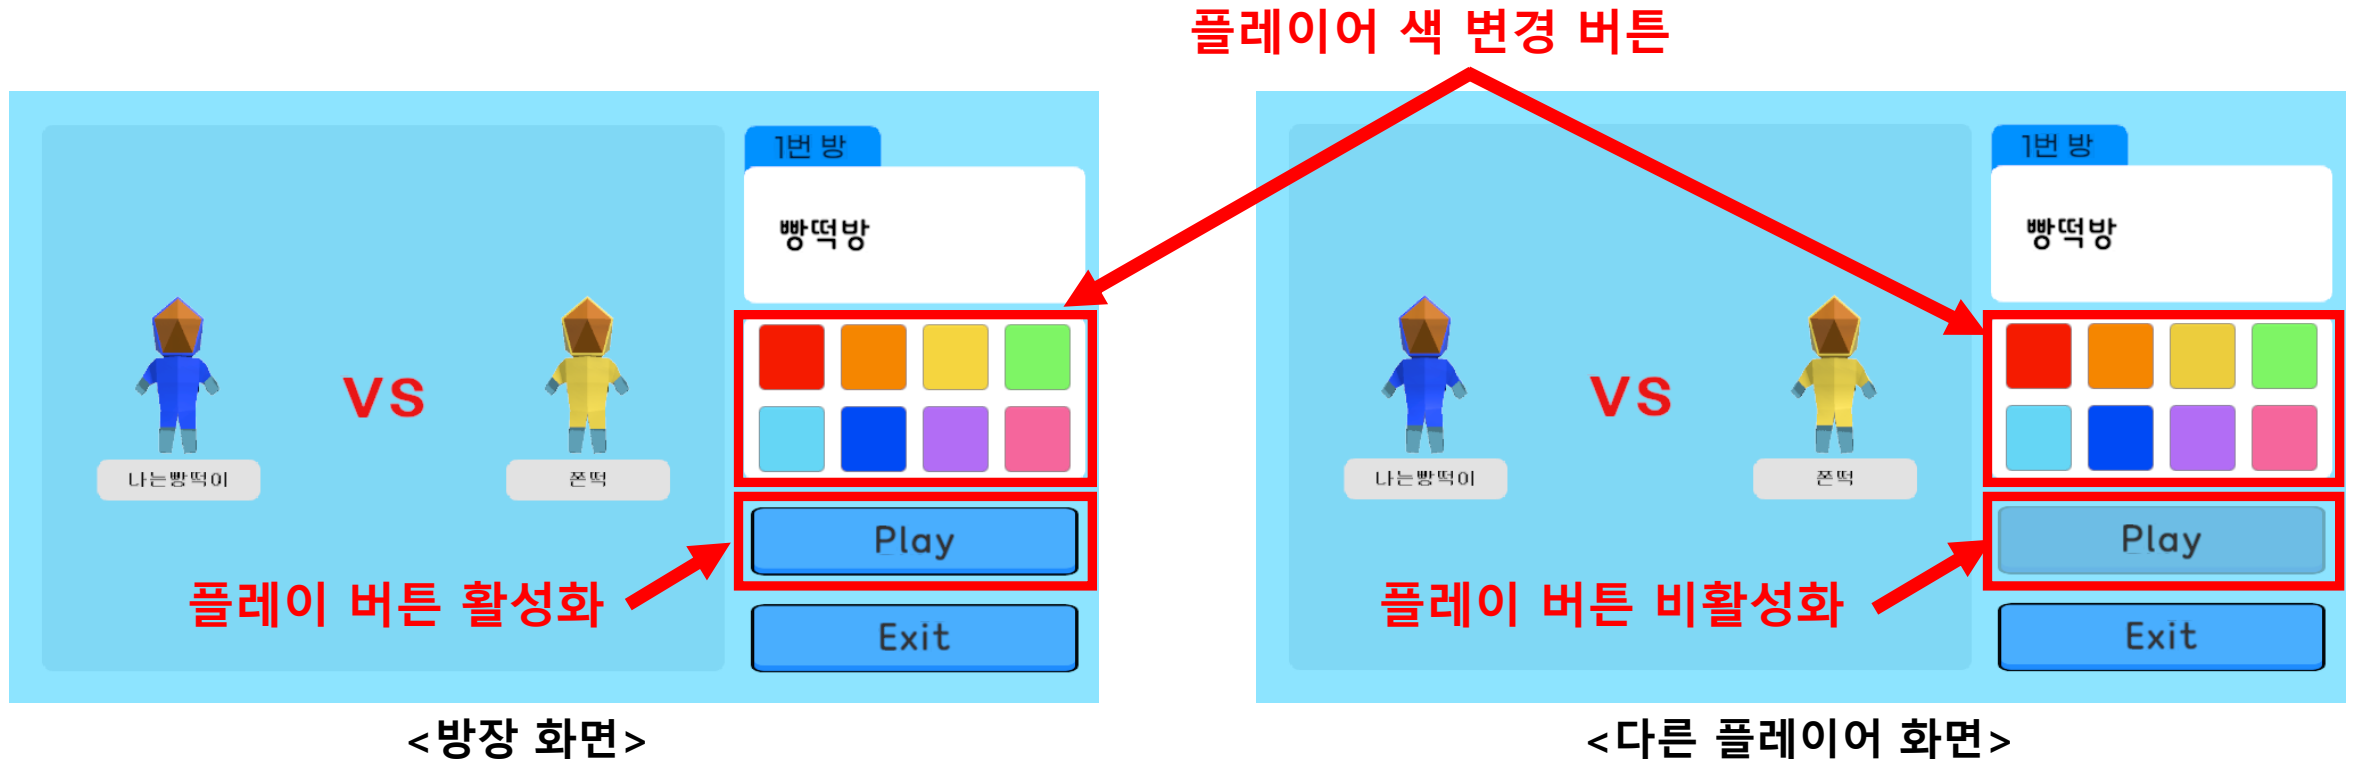 플레이어 색 변경 버튼
1번 방
빵떡방
VS
나는빵떡이
쫀떡
Play
플레이 버튼 활성화
Exit
<방장 화면>
1번 방
빵떡방
VS
나는빵떡이
쫀떡
Play
플레이 버튼 비활성화
Exit
<다른 플레이어 화면>